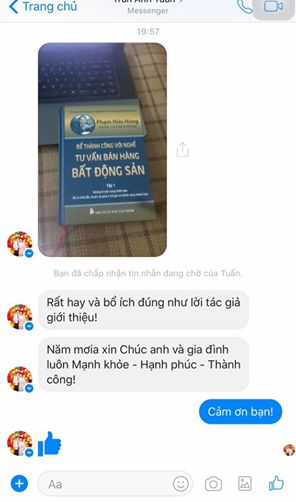 Trang chủ
Trần Anh Tuấn
Messenger
19:57
Phạm Hữu Hùng
ĐỂ THÀNH CÔNG VỚI NGHỀ
TƯ VẤN BÁN HÀNG
BẤT ĐỘNG SẢN
Tập 1
Bạn đã chấp nhận tin nhắn đang chờ của Tuấn.
Rất hay và bổ ích đúng như lời tác giả
giới thiệu!
Năm mơia xin Chúc anh và gia đình
luôn Mạnh khỏe - Hạnh phúc - Thành
công!
Cảm ơn bạn!
Aa